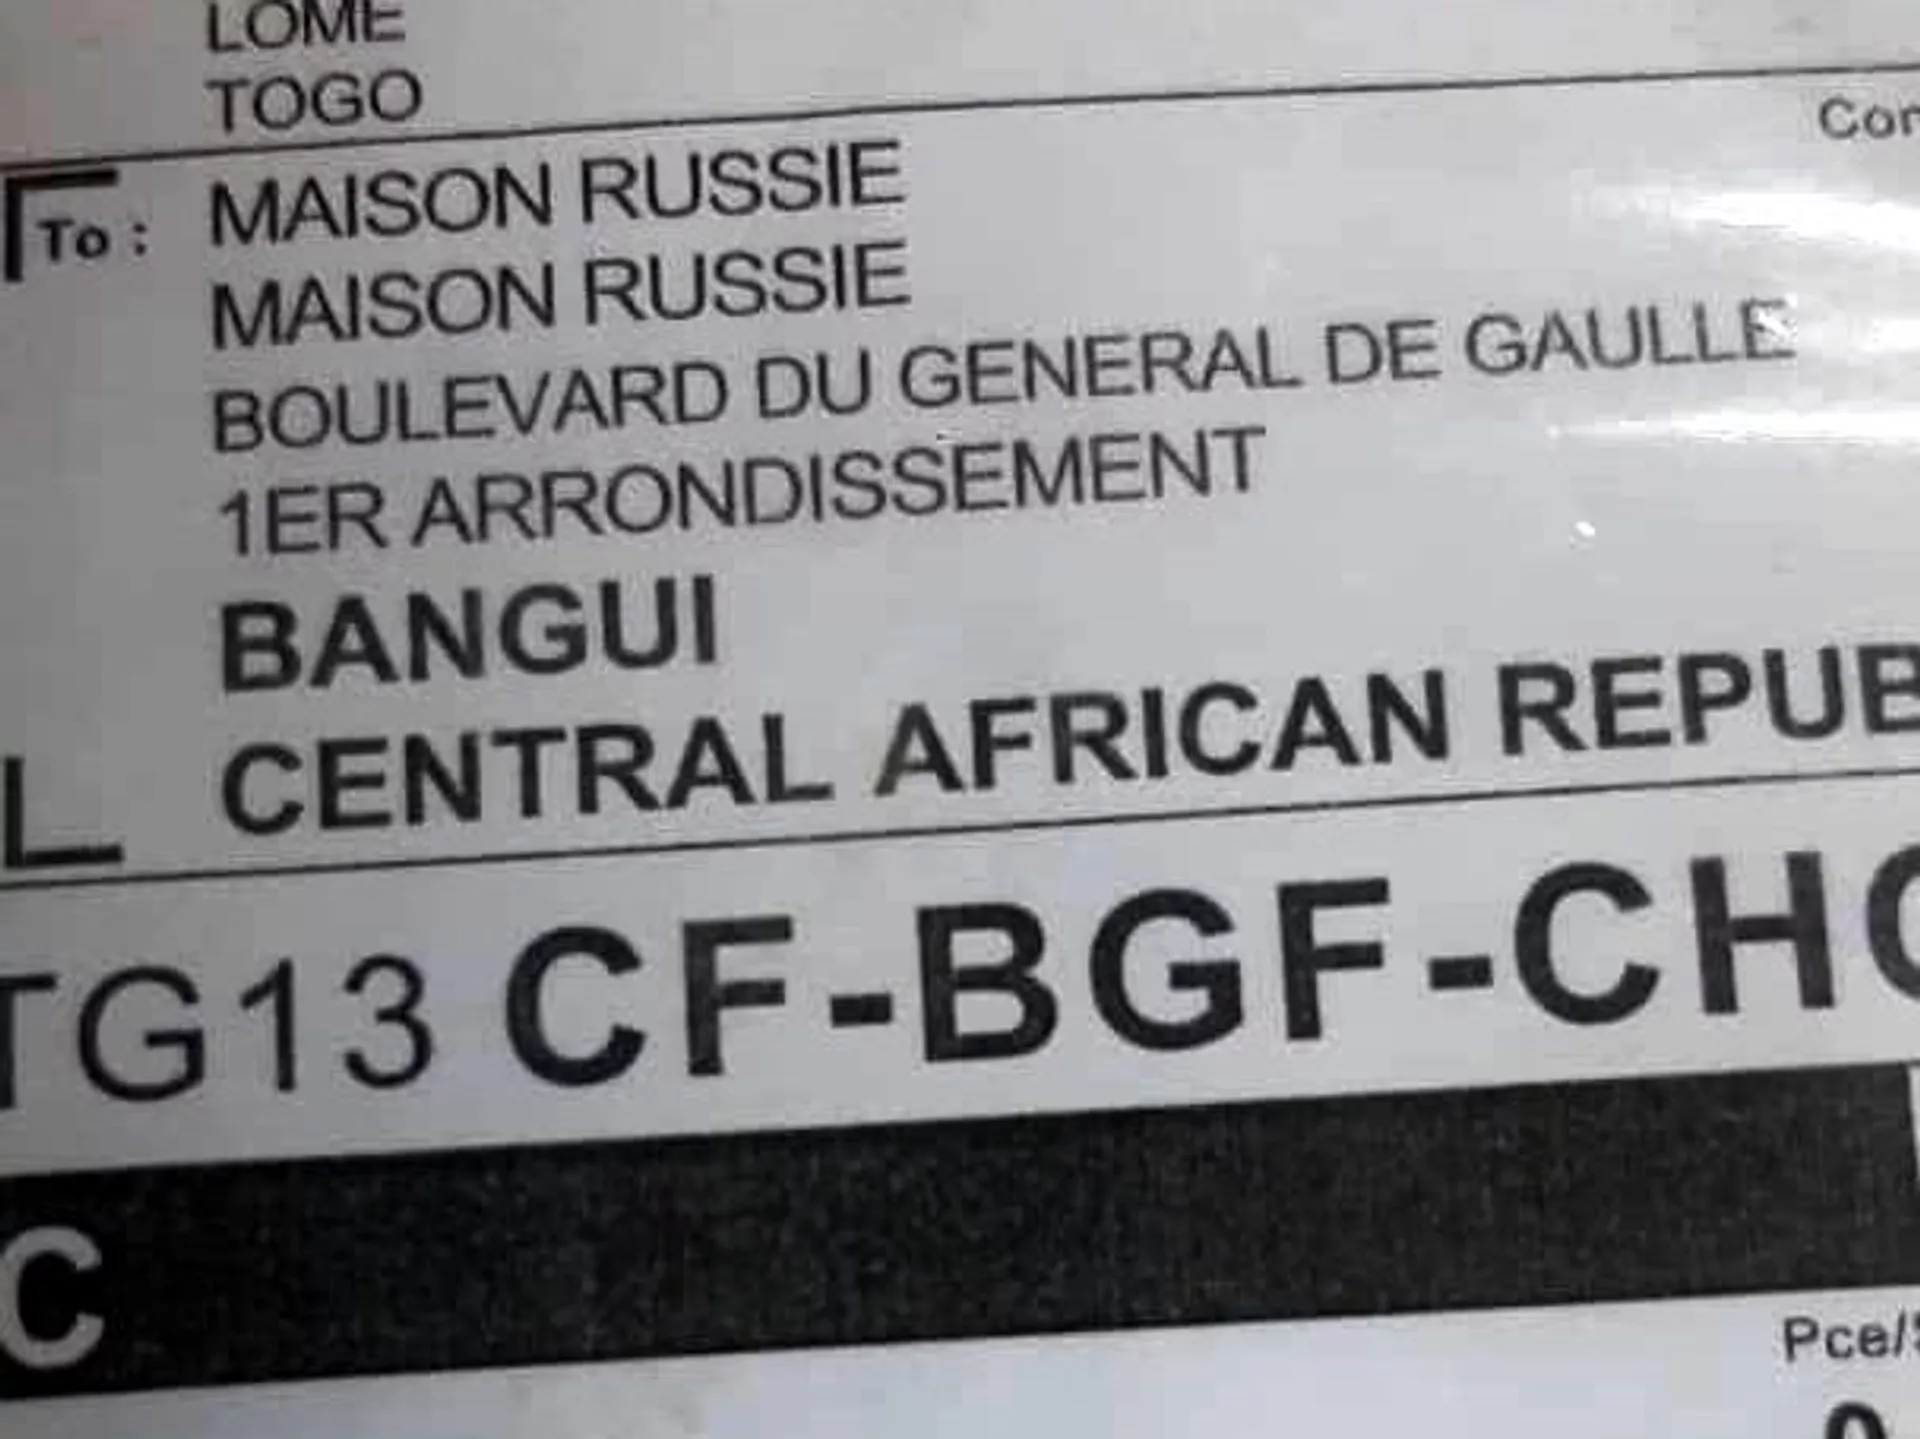 LOME
TOGO
Con
To : MAISON RUSSIE
MAISON RUSSIE
BOULEVARD DU GENERAL DE GAULLE
1ER ARRONDISSEMENT
BANGUI
CENTRAL AFRICAN REPUB
TG13 CF-BGF-CH
C
Pce/